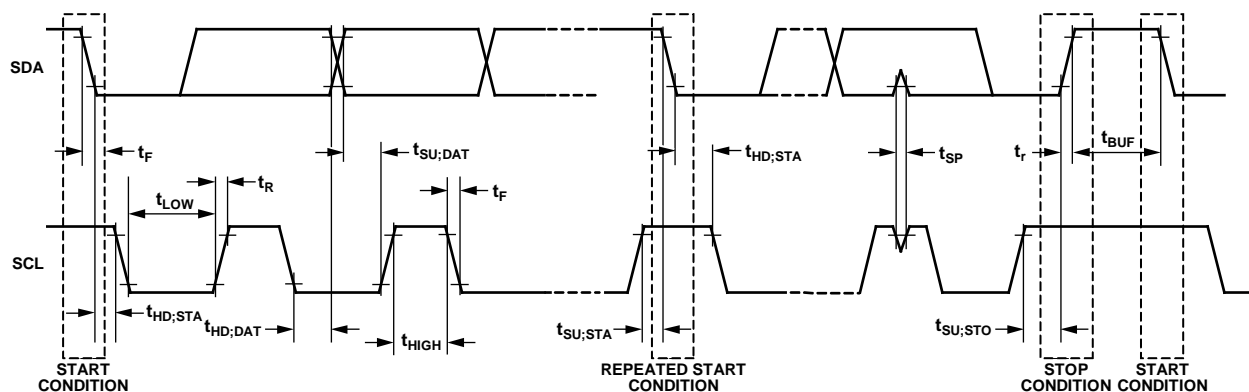 SDA
tF
tSU;DAT
tHD;STA
tSP
tr
tBUF
tR
tLOW
tF
SCL
tHD;STA
tHD;DAT
tHIGH
tSU;STA
tSU;STO
START
CONDITION
REPEATED START
CONDITION
STOP
CONDITION
START
CONDITION